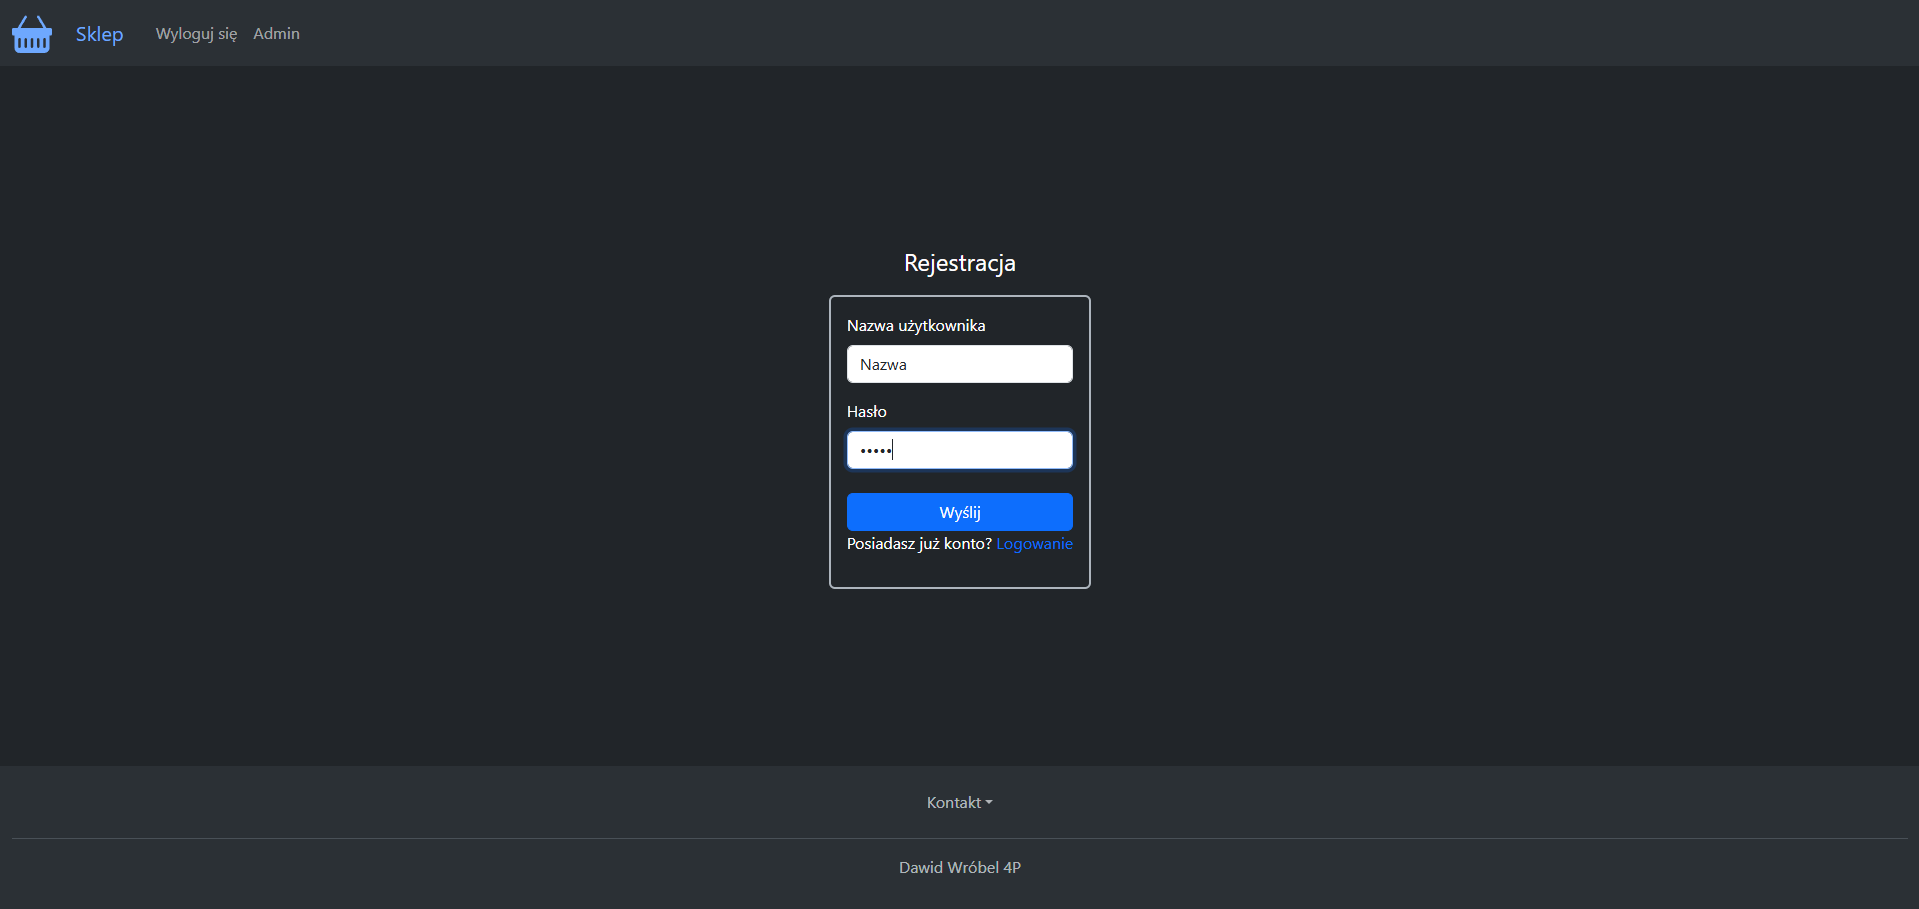 Sklep Wyloguj się Admin
Rejestracja
Nazwa użytkownika
Nazwa
Hasło
•••••
Wyślij
Posiadasz już konto? Logowanie
Kontakt
Dawid Wróbel 4P